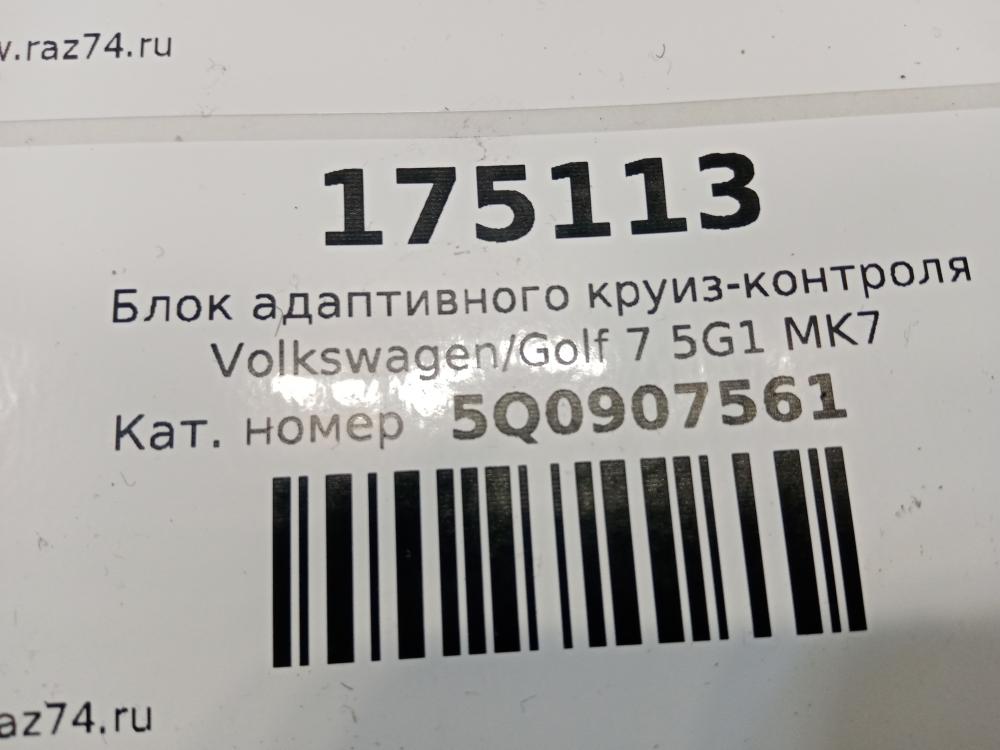 w.raz74.ru
175113
Блок адаптивного круиз-контроля
Volkswagen/Golf 7 5G1 MK7
Кат. номер 5Q0907561
az74.ru